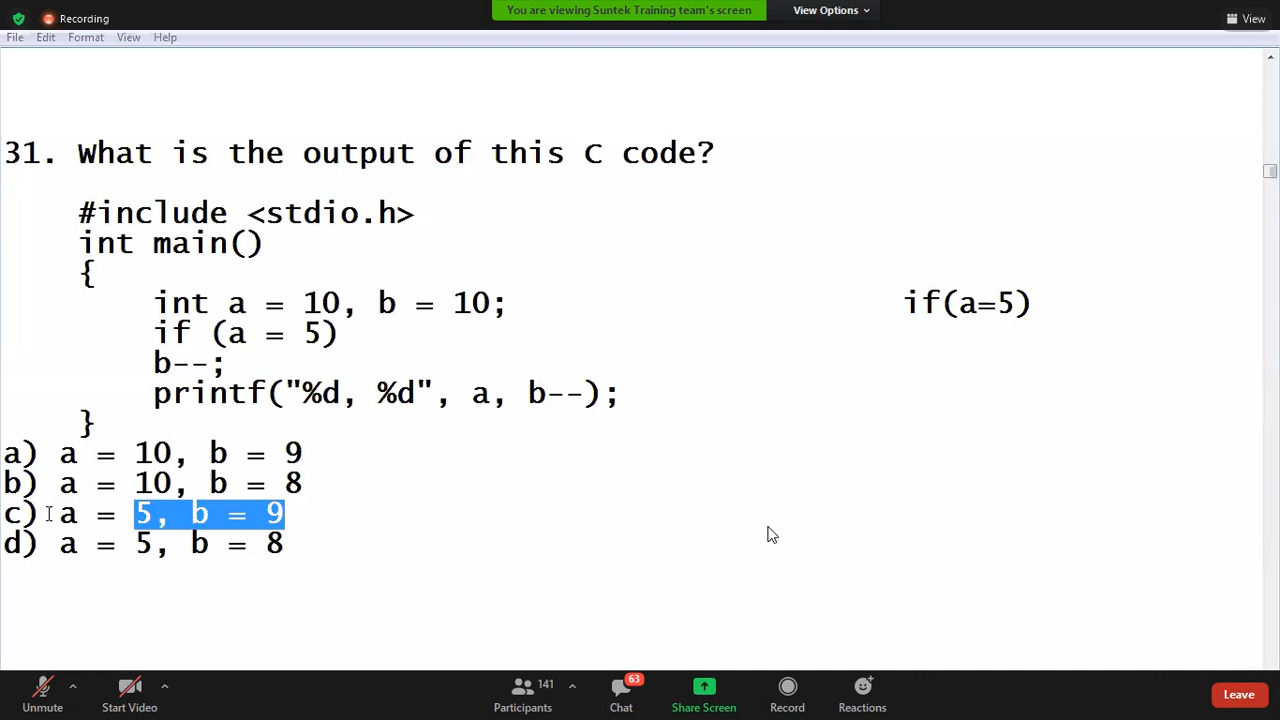 Recording
You are viewing Suntek Training team's screen
View Options
View
File Edit Format View Help
31. What is the output of this C code?
#include <stdio.h>
int main()
{
int a = 10, b = 10; if(a=5)
if (a = 5)
b--;
printf("%d, %d", a, b--);
}
a) a = 10, b = 9
b) a = 10, b = 8
c) a = 5, b = 9
d) a = 5, b = 8
Unmute
Start Video
141
Participants
63
Chat
Share Screen
Record
Reactions
Leave